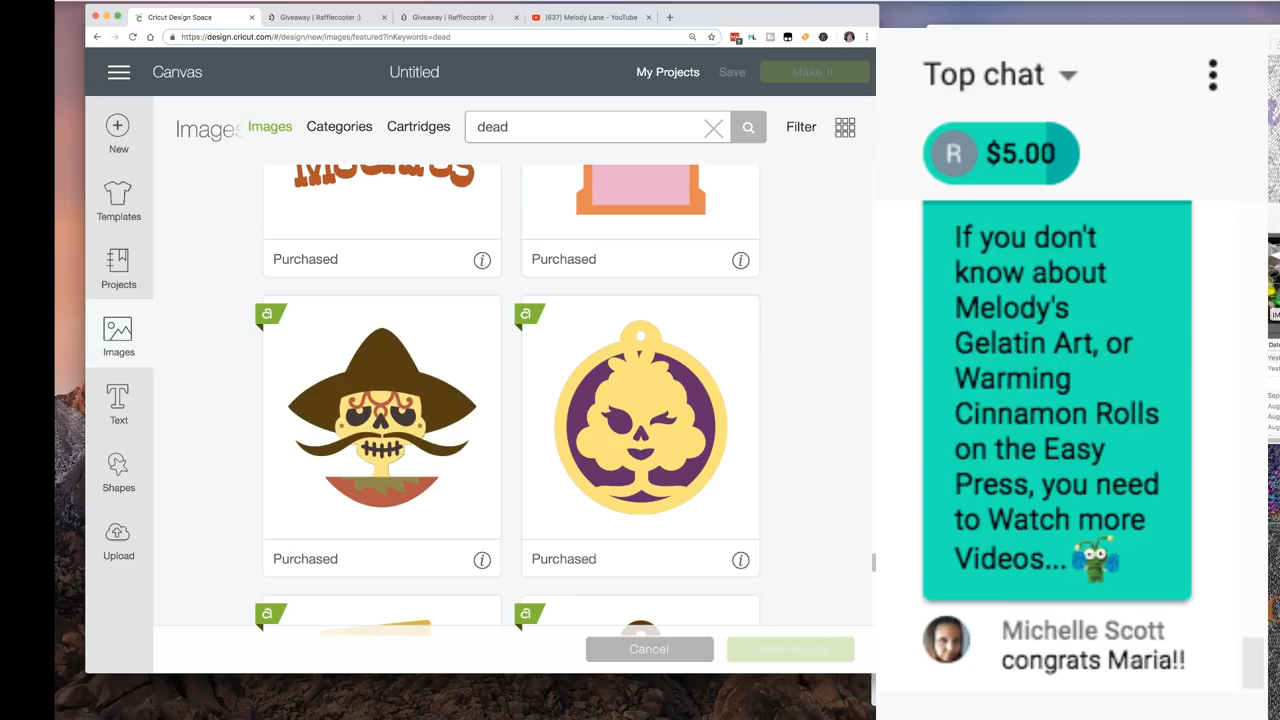 Cricut Design Space
Giveaway | Rafflecopter :)
Giveaway | Rafflecopter :)
(637) Melody Lane - YouTube
https://design.cricut.com/#/design/new/images/featured?inKeywords=dead
Canvas
Untitled
My Projects
Save
Make It
New
Templates
Projects
Images
Text
Shapes
Upload
Images
Images
Categories
Cartridges
dead
Filter
Purchased
Purchased
a
a
Purchased
Purchased
a
a
Cancel
Top chat
R
$5.00
If you don't
know about
Melody's
Gelatin Art, or
Warming
Cinnamon Rolls
on the Easy
Press, you need
to Watch more
Videos...
Michelle Scott
congrats Maria!!